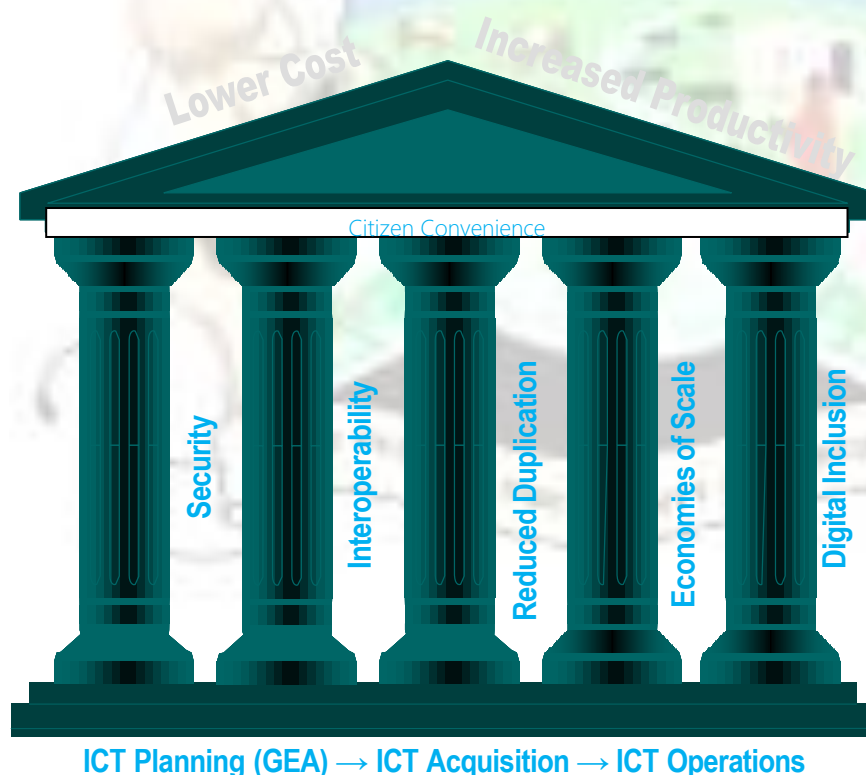 Lower Cost
Increased Productivity
Citizen Convenience
Security
Interoperability
Reduced Duplication
Economies of Scale
Digital Inclusion
ICT Planning (GEA) → ICT Acquisition → ICT Operations